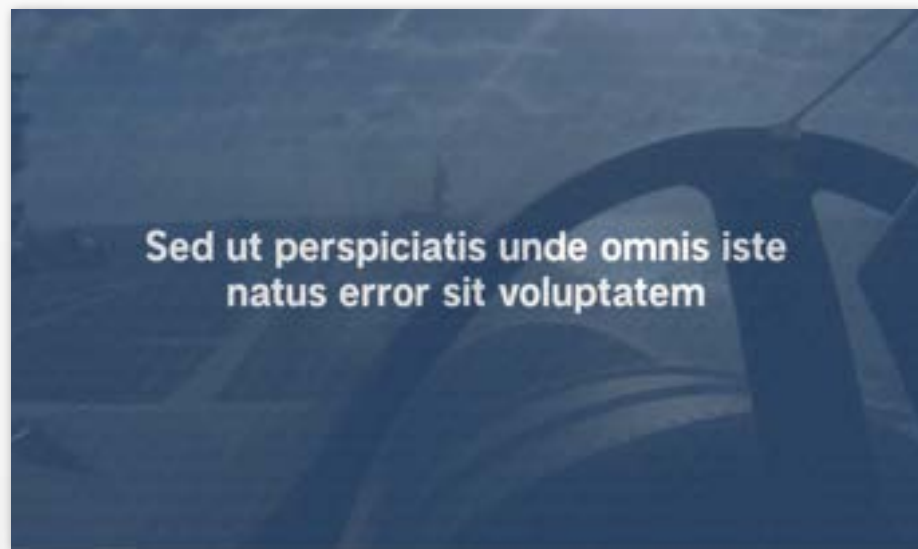 Sed ut perspiciatis unde omnis iste
natus error sit voluptatem